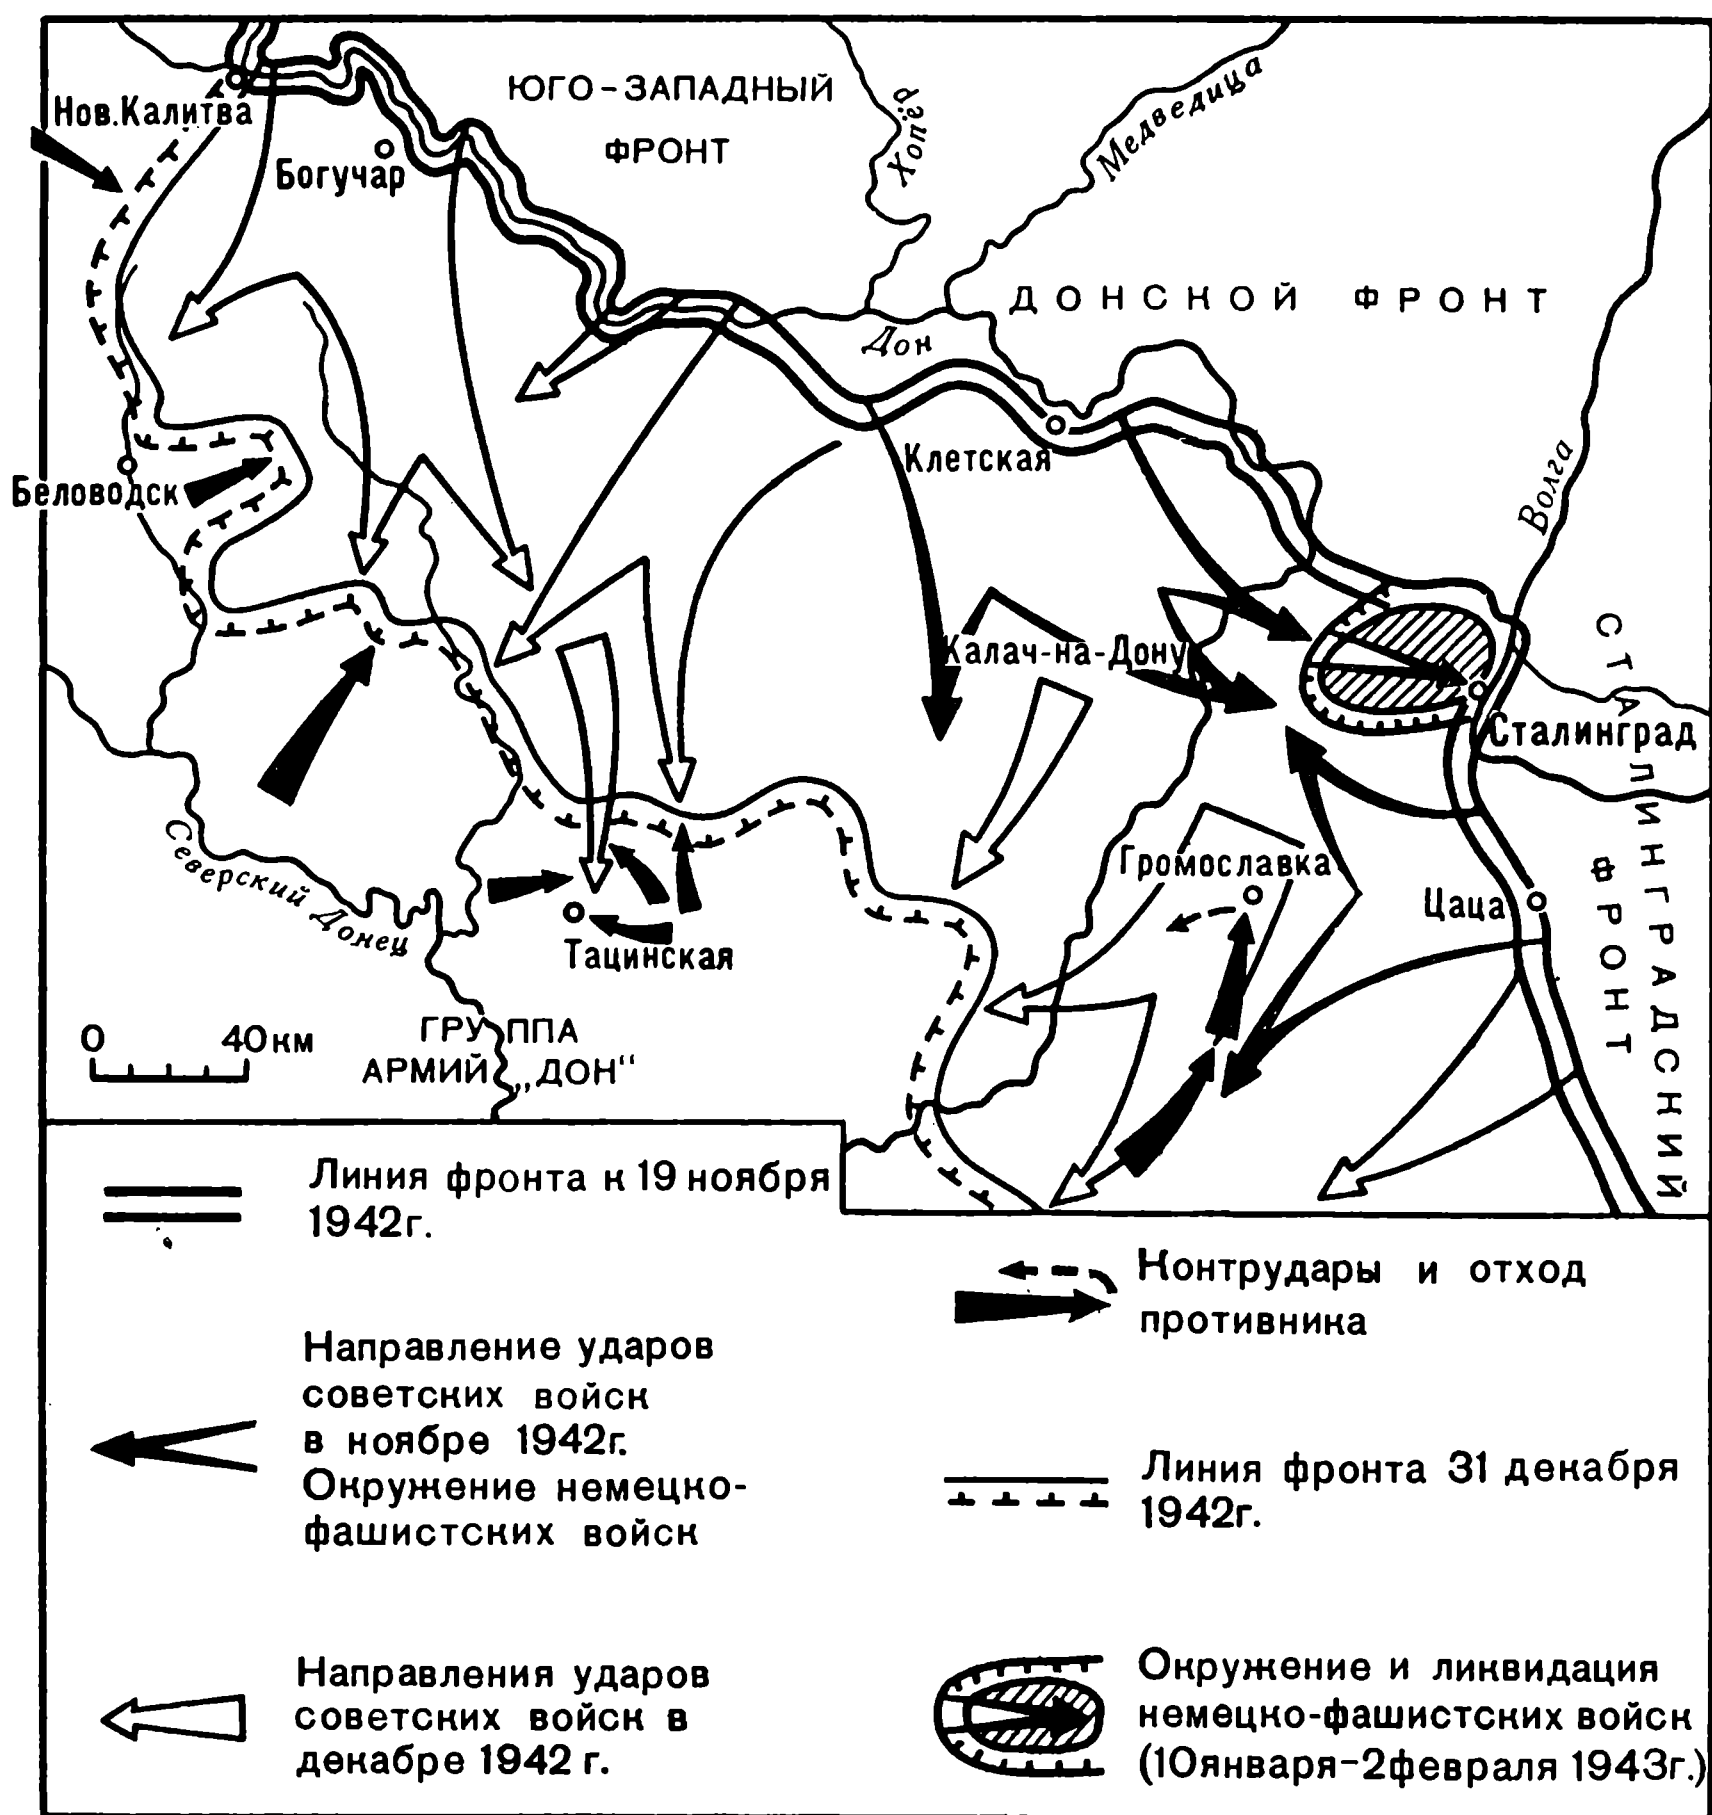 ЮГО-ЗАПАДНЫЙ
ФРОНТ
Нов.Калитва
Богучар
Хопёр
Медведица
ДОНСКОЙ ФРОНТ
Дон
Клетская
Беловодск
Волга
Калач-на-Дону
Сталинград
СТАЛИНГРАДСКИЙ
ФРОНТ
Громославка
Цаца
Северский Донец
Тацинская
0 40км
ГРУППА
АРМИЙ „ДОН“
Линия фронта к 19 ноября
1942г.
Направление ударов
советских войск
в ноябре 1942г.
Окружение немецко-
фашистских войск
Направления ударов
советских войск в
декабре 1942 г.
Контрудары и отход
противника
Линия фронта 31 декабря
1942г.
Окружение и ликвидация
немецко-фашистских войск
(10января-2февраля 1943г.)